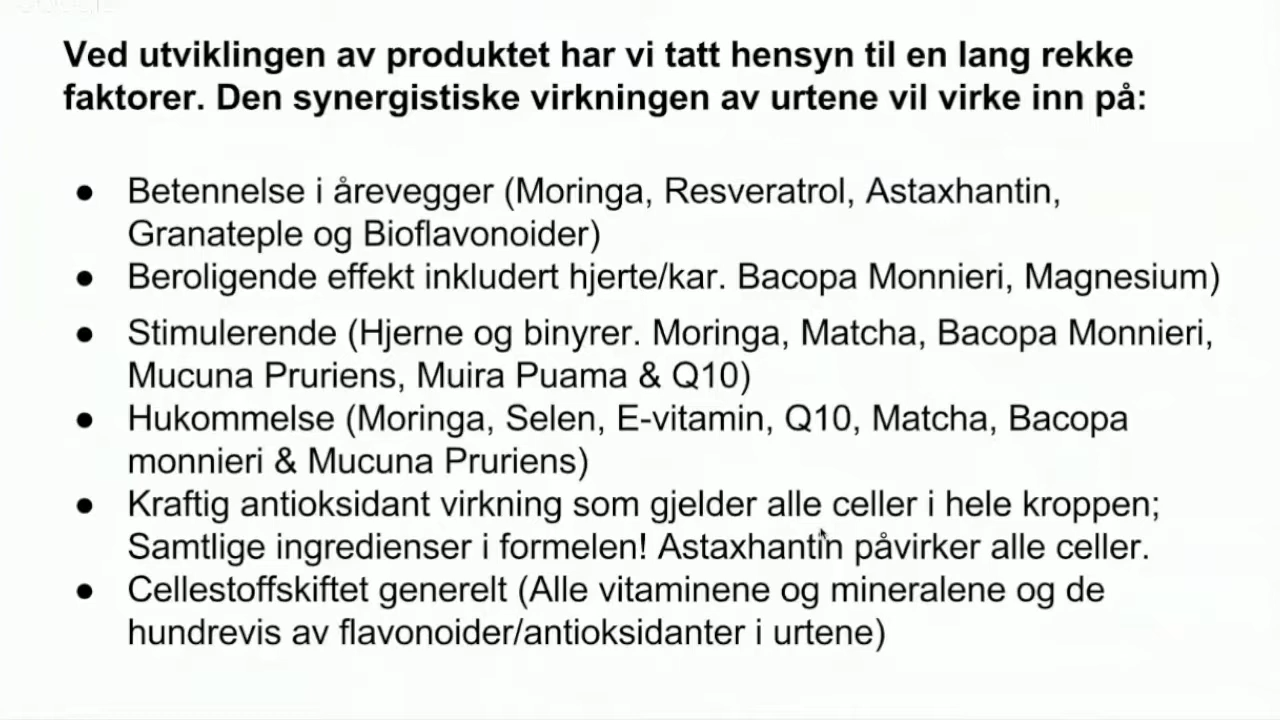 Ved utviklingen av produktet har vi tatt hensyn til en lang rekke
faktorer. Den synergistiske virkningen av urtene vil virke inn på:
● Betennelse i årevegger (Moringa, Resveratrol, Astaxhantin,
Granateple og Bioflavonoider)
● Beroligende effekt inkludert hjerte/kar. Bacopa Monnieri, Magnesium)
● Stimulerende (Hjerne og binyrer. Moringa, Matcha, Bacopa Monnieri,
Mucuna Pruriens, Muira Puama & Q10)
● Hukommelse (Moringa, Selen, E-vitamin, Q10, Matcha, Bacopa
monnieri & Mucuna Pruriens)
● Kraftig antioksidant virkning som gjelder alle celler i hele kroppen;
Samtlige ingredienser i formelen! Astaxhantin påvirker alle celler.
● Cellestoffskiftet generelt (Alle vitaminene og mineralene og de
hundrevis av flavonoider/antioksidanter i urtene)